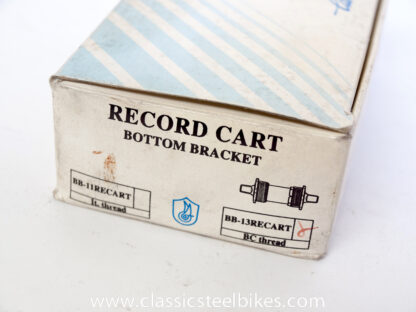 RECORD CART
BOTTOM BRACKET
BB-11RECART
It. thread
BB-13RECART
BC thread
www.classicsteelbikes.com